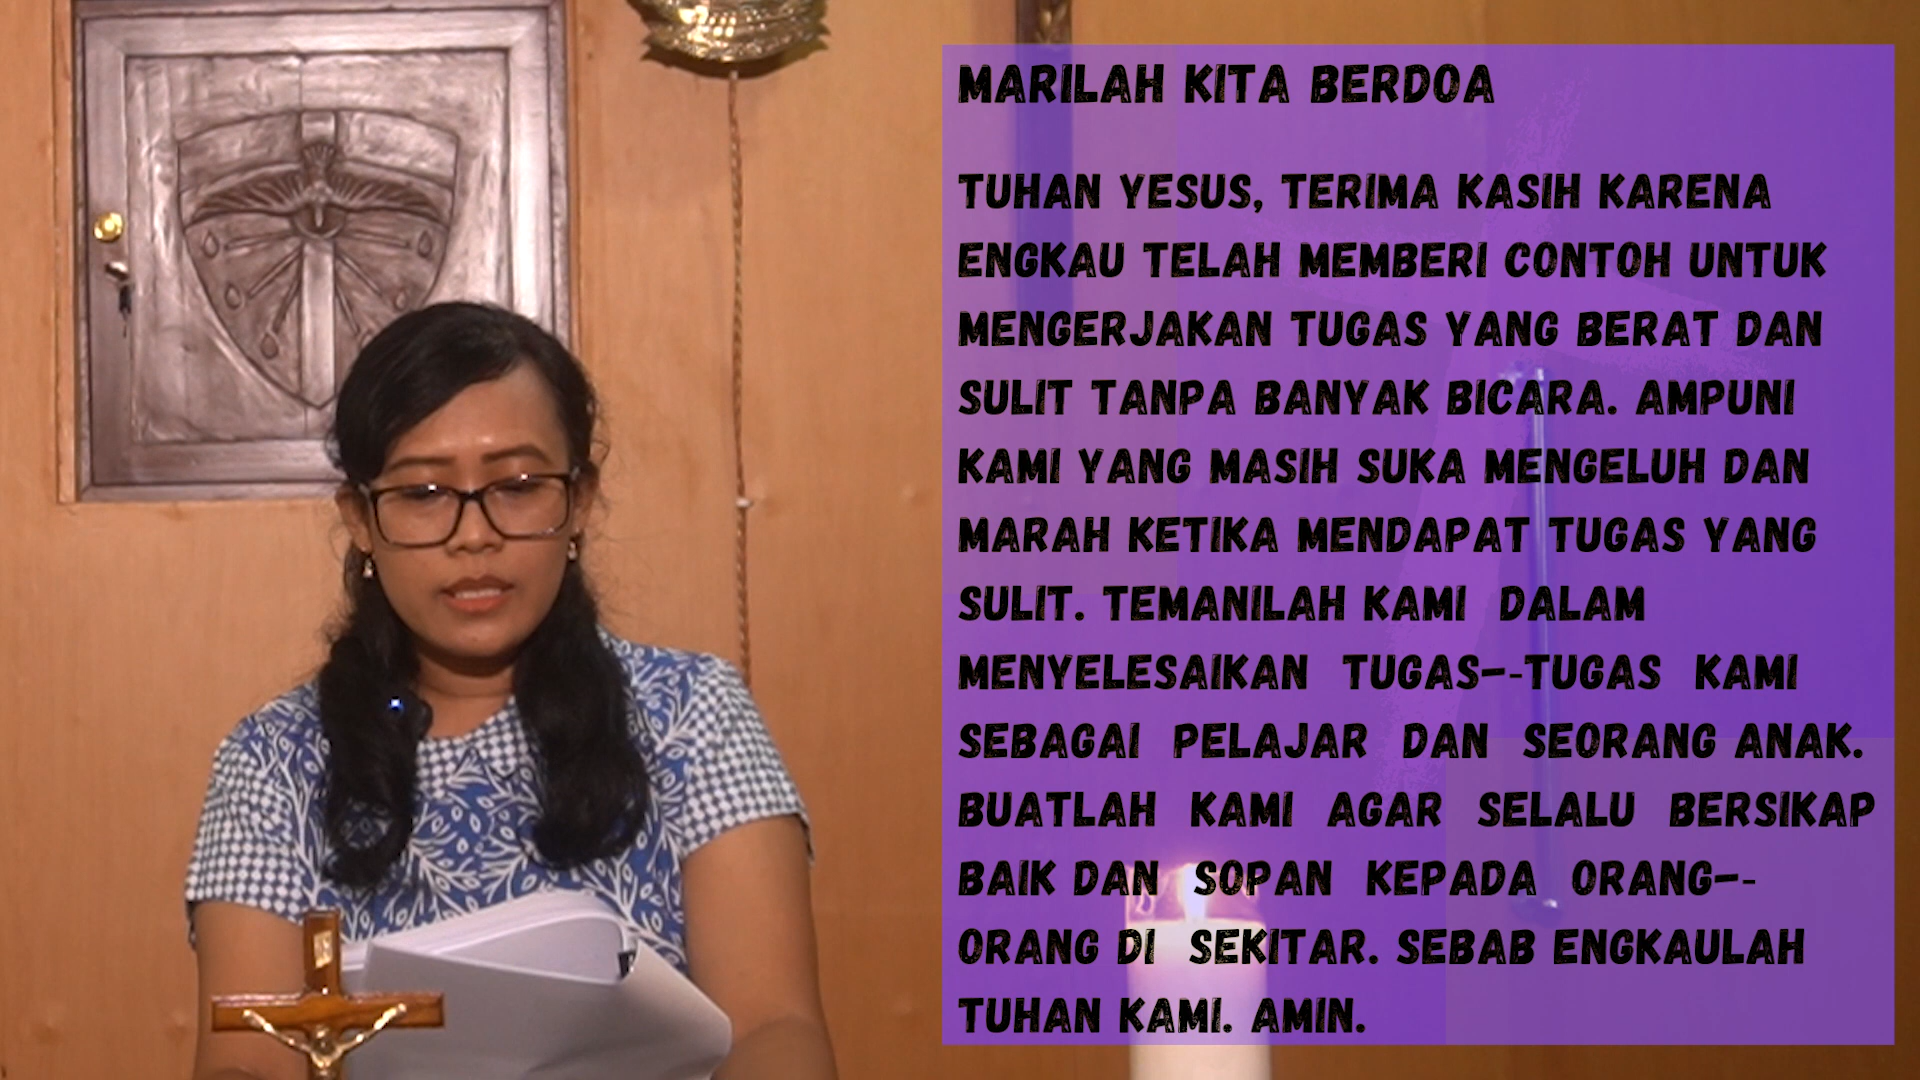 MARILAH KITA BERDOA
TUHAN YESUS, TERIMA KASIH KARENA
ENGKAU TELAH MEMBERI CONTOH UNTUK
MENGERJAKAN TUGAS YANG BERAT DAN
SULIT TANPA BANYAK BICARA. AMPUNI
KAMI YANG MASIH SUKA MENGELUH DAN
MARAH KETIKA MENDAPAT TUGAS YANG
SULIT. TEMANILAH KAMI DALAM
MENYELESAIKAN TUGAS--TUGAS KAMI
SEBAGAI PELAJAR DAN SEORANG ANAK.
BUATLAH KAMI AGAR SELALU BERSIKAP
BAIK DAN SOPAN KEPADA ORANG--
ORANG DI SEKITAR. SEBAB ENGKAULAH
TUHAN KAMI. AMIN.